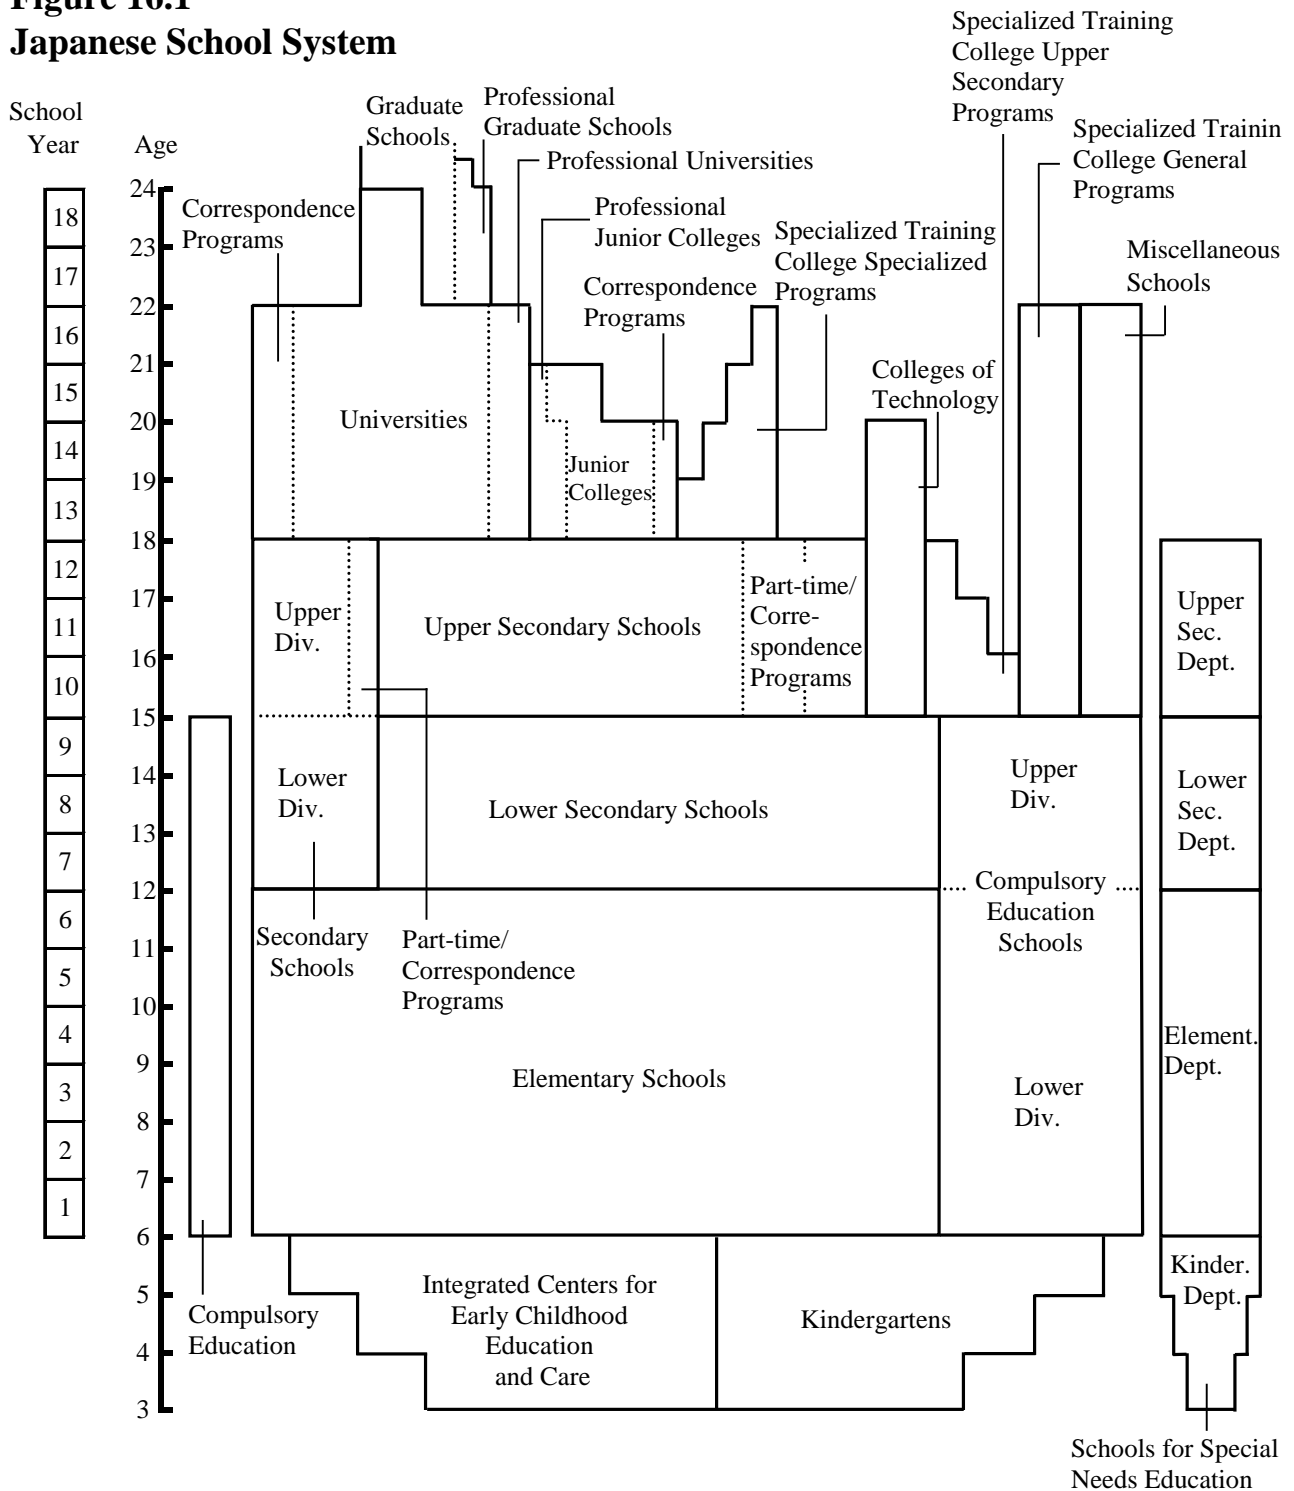 Figure 16.1
Japanese School System
Specialized Training
College Upper
Secondary
Programs
School
Year
Age
Graduate
Schools
Professional
Graduate Schools
Professional Universities
Specialized Trainin
College General
Programs
Correspondence
Programs
Professional
Junior Colleges
Specialized Training
College Specialized
Programs
Miscellaneous
Schools
Correspondence
Programs
Colleges of
Technology
Universities
Junior
Colleges
24
23
22
21
20
19
18
17
16
15
14
13
12
11
10
9
8
7
6
5
4
3
18
17
16
15
14
13
12
11
10
9
8
7
6
5
4
3
2
1
Upper
Div.
Upper Secondary Schools
Part-time/
Corre-
spondence
Programs
Upper
Sec.
Dept.
Lower
Div.
Lower Secondary Schools
Upper
Div.
Lower
Sec.
Dept.
Compulsory
Education
Schools
Secondary
Schools
Part-time/
Correspondence
Programs
Elementary Schools
Lower
Div.
Element.
Dept.
Compulsory
Education
Integrated Centers for
Early Childhood
Education
and Care
Kindergartens
Kinder.
Dept.
Schools for Special
Needs Education